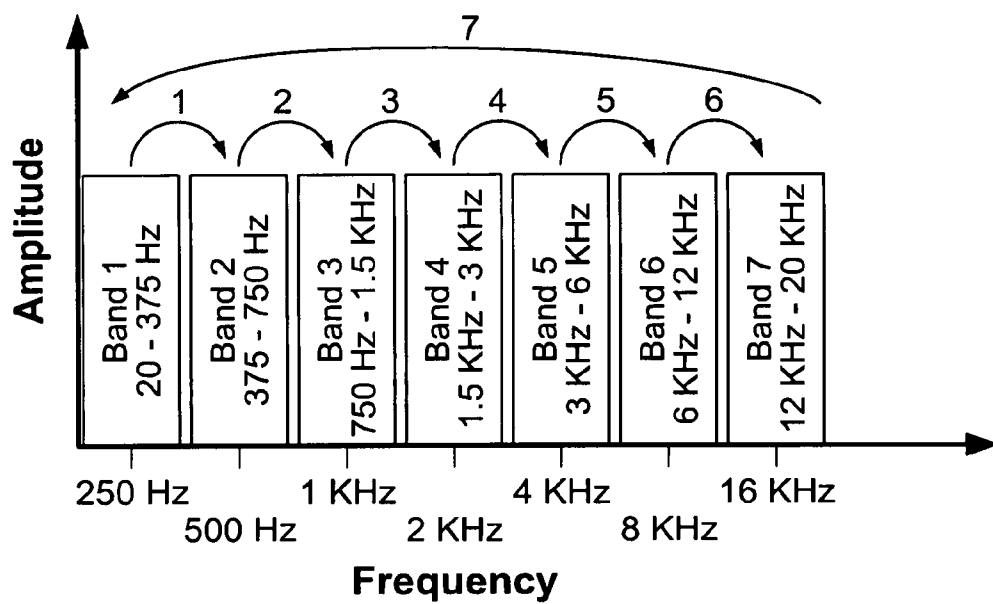 7
1 2 3 4 5 6
Amplitude
Band 1
20 - 375 Hz
Band 2
375 - 750 Hz
Band 3
750 Hz - 1.5 KHz
Band 4
1.5 KHz - 3 KHz
Band 5
3 KHz - 6 KHz
Band 6
6 KHz - 12 KHz
Band 7
12 KHz - 20 KHz
250 Hz 1 KHz 4 KHz 16 KHz
500 Hz 2 KHz 8 KHz
Frequency